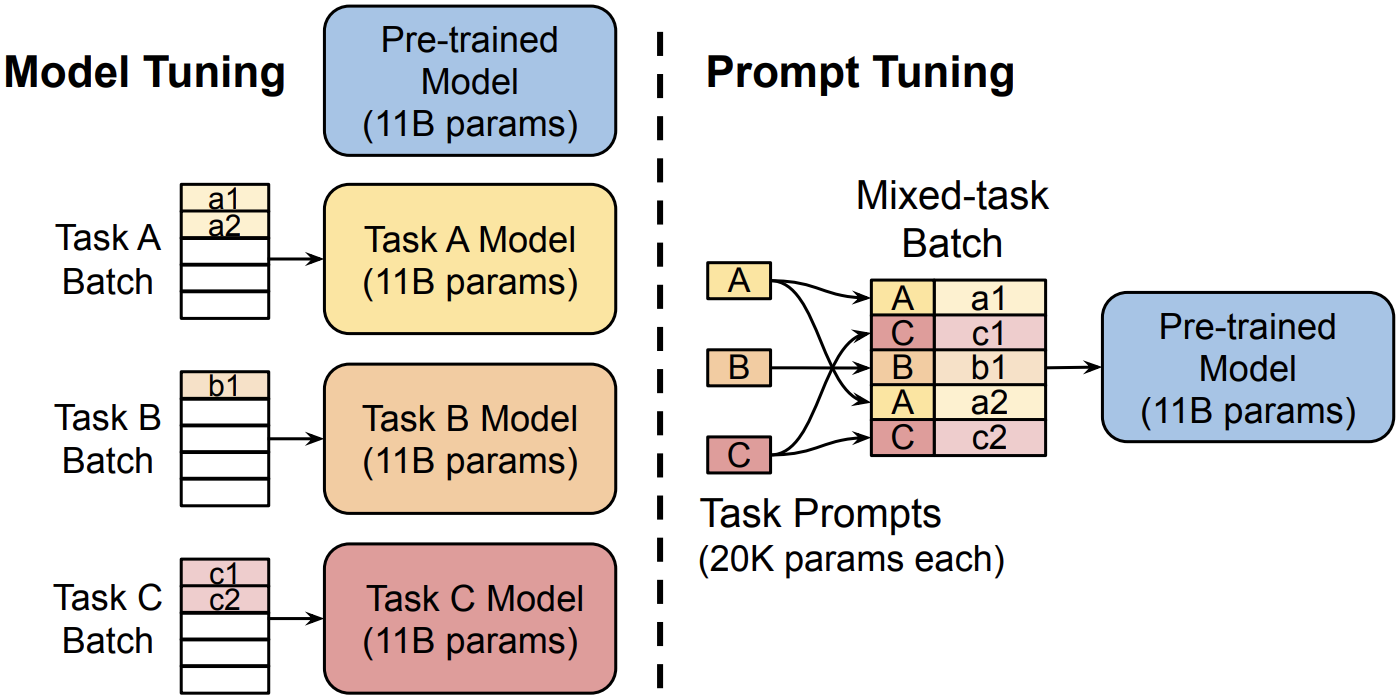 Model Tuning
Pre-trained
Model
(11B params)
Task A
Batch
a1
a2
Task A Model
(11B params)
Task B
Batch
b1
Task B Model
(11B params)
Task C
Batch
c1
c2
Task C Model
(11B params)
Prompt Tuning
Mixed-task
Batch
A
B
C
A a1
C c1
B b1
A a2
C c2
Task Prompts
(20K params each)
Pre-trained
Model
(11B params)